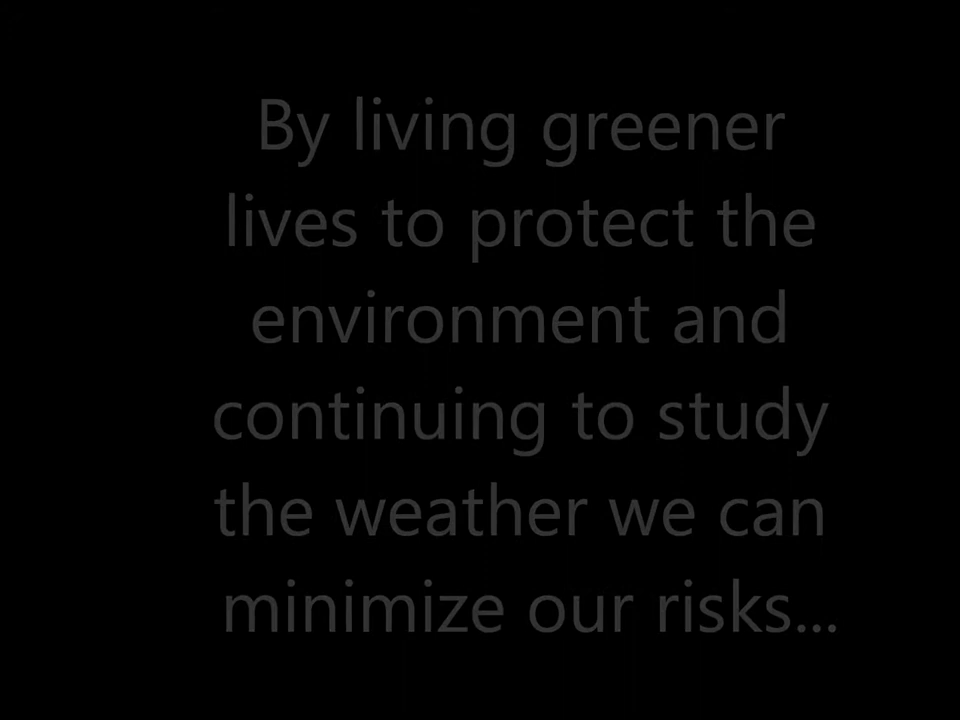 By living greener
lives to protect the
environment and
continuing to study
the weather we can
minimize our risks...